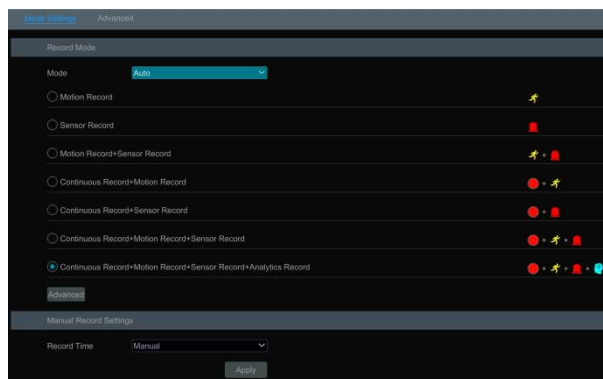 Mode Settings Advanced
Record Mode
Mode Auto
Motion Record
Sensor Record
Motion Record+Sensor Record
Continuous Record+Motion Record
Continuous Record+Sensor Record
Continuous Record+Motion Record+Sensor Record
Continuous Record+Motion Record+Sensor Record+Analytics Record
Advanced
Manual Record Settings
Record Time Manual
Apply